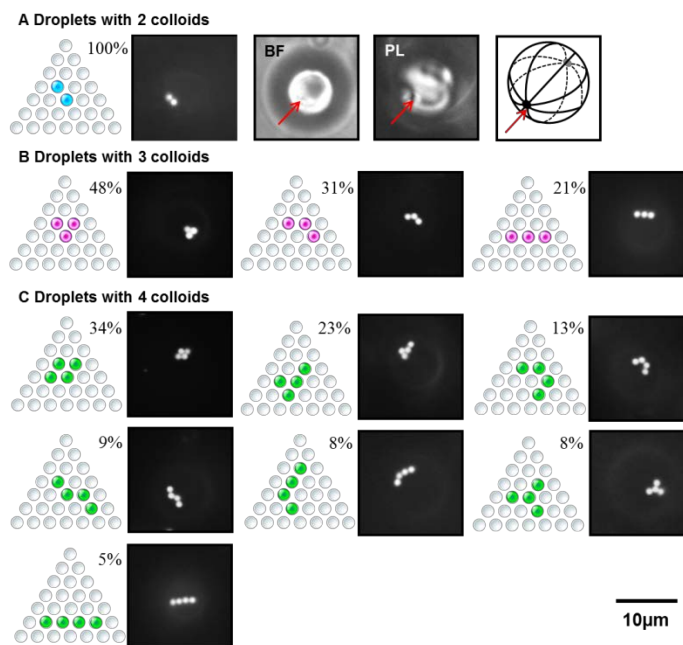 A Droplets with 2 colloids
100%
BF
PL
B Droplets with 3 colloids
48%
31%
21%
C Droplets with 4 colloids
34%
23%
13%
9%
8%
8%
5%
10μm